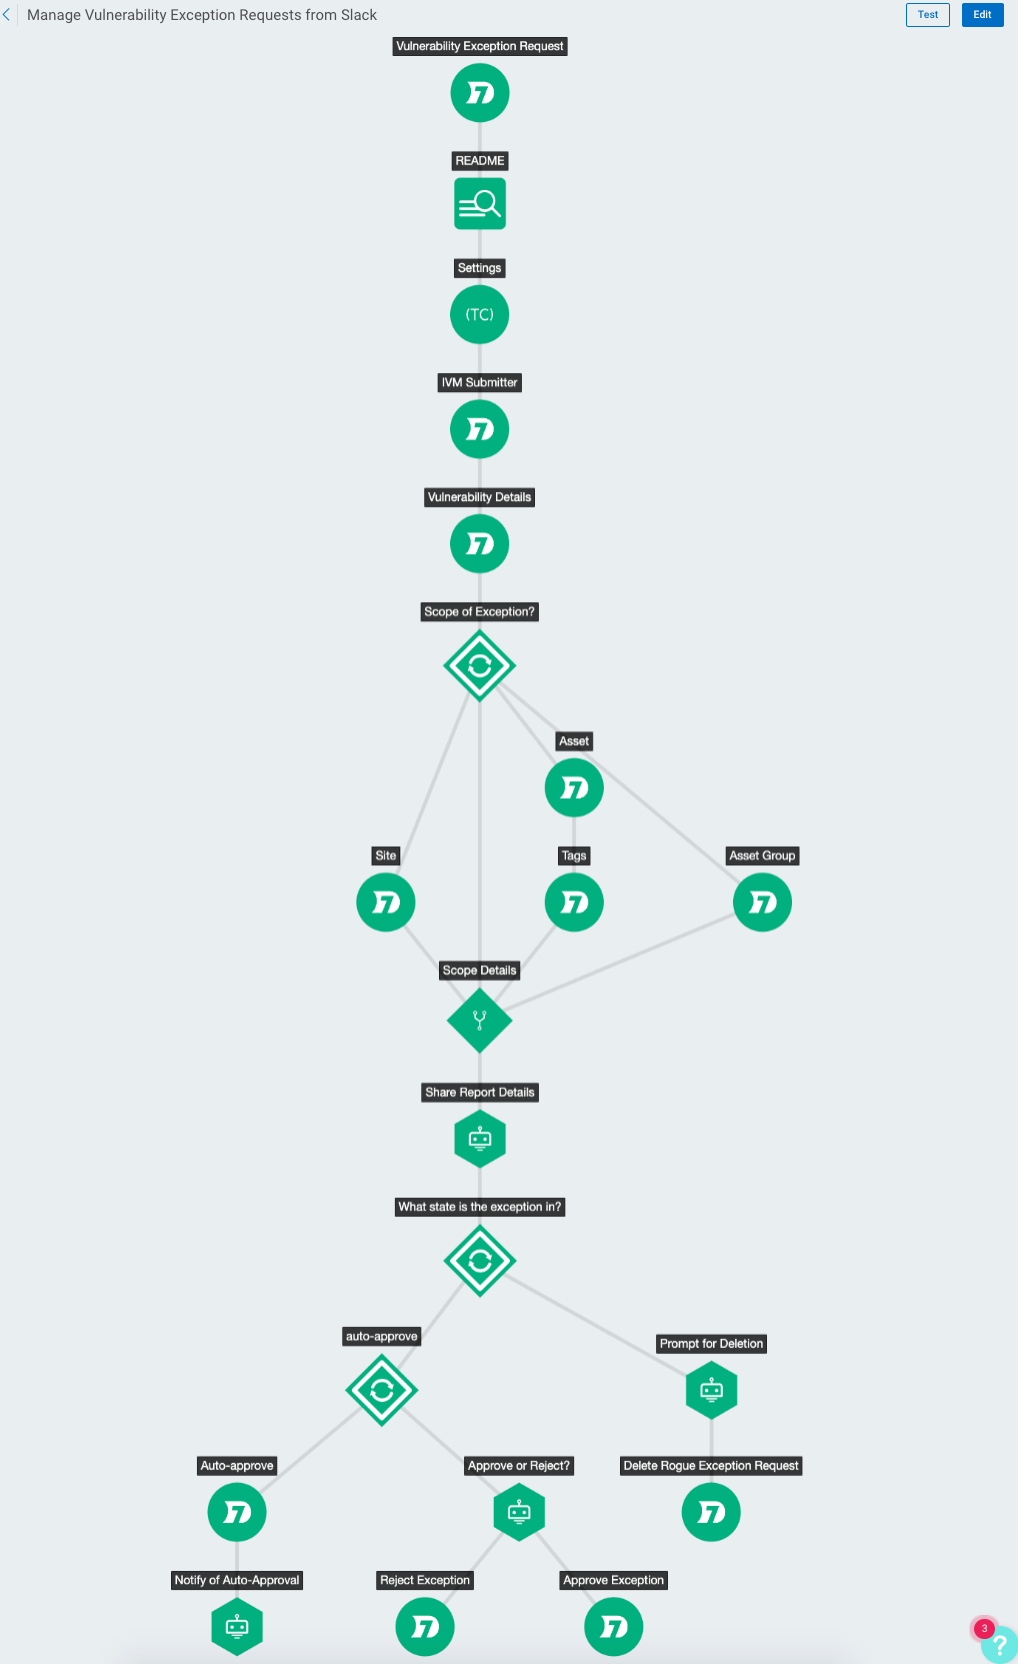 Manage Vulnerability Exception Requests from Slack
Test
Edit
Vulnerability Exception Request
README
Settings
(TC)
IVM Submitter
Vulnerability Details
Scope of Exception?
Asset
Site
Tags
Asset Group
Scope Details
Share Report Details
What state is the exception in?
auto-approve
Prompt for Deletion
Auto-approve
Approve or Reject?
Delete Rogue Exception Request
Notify of Auto-Approval
Reject Exception
Approve Exception
3
?